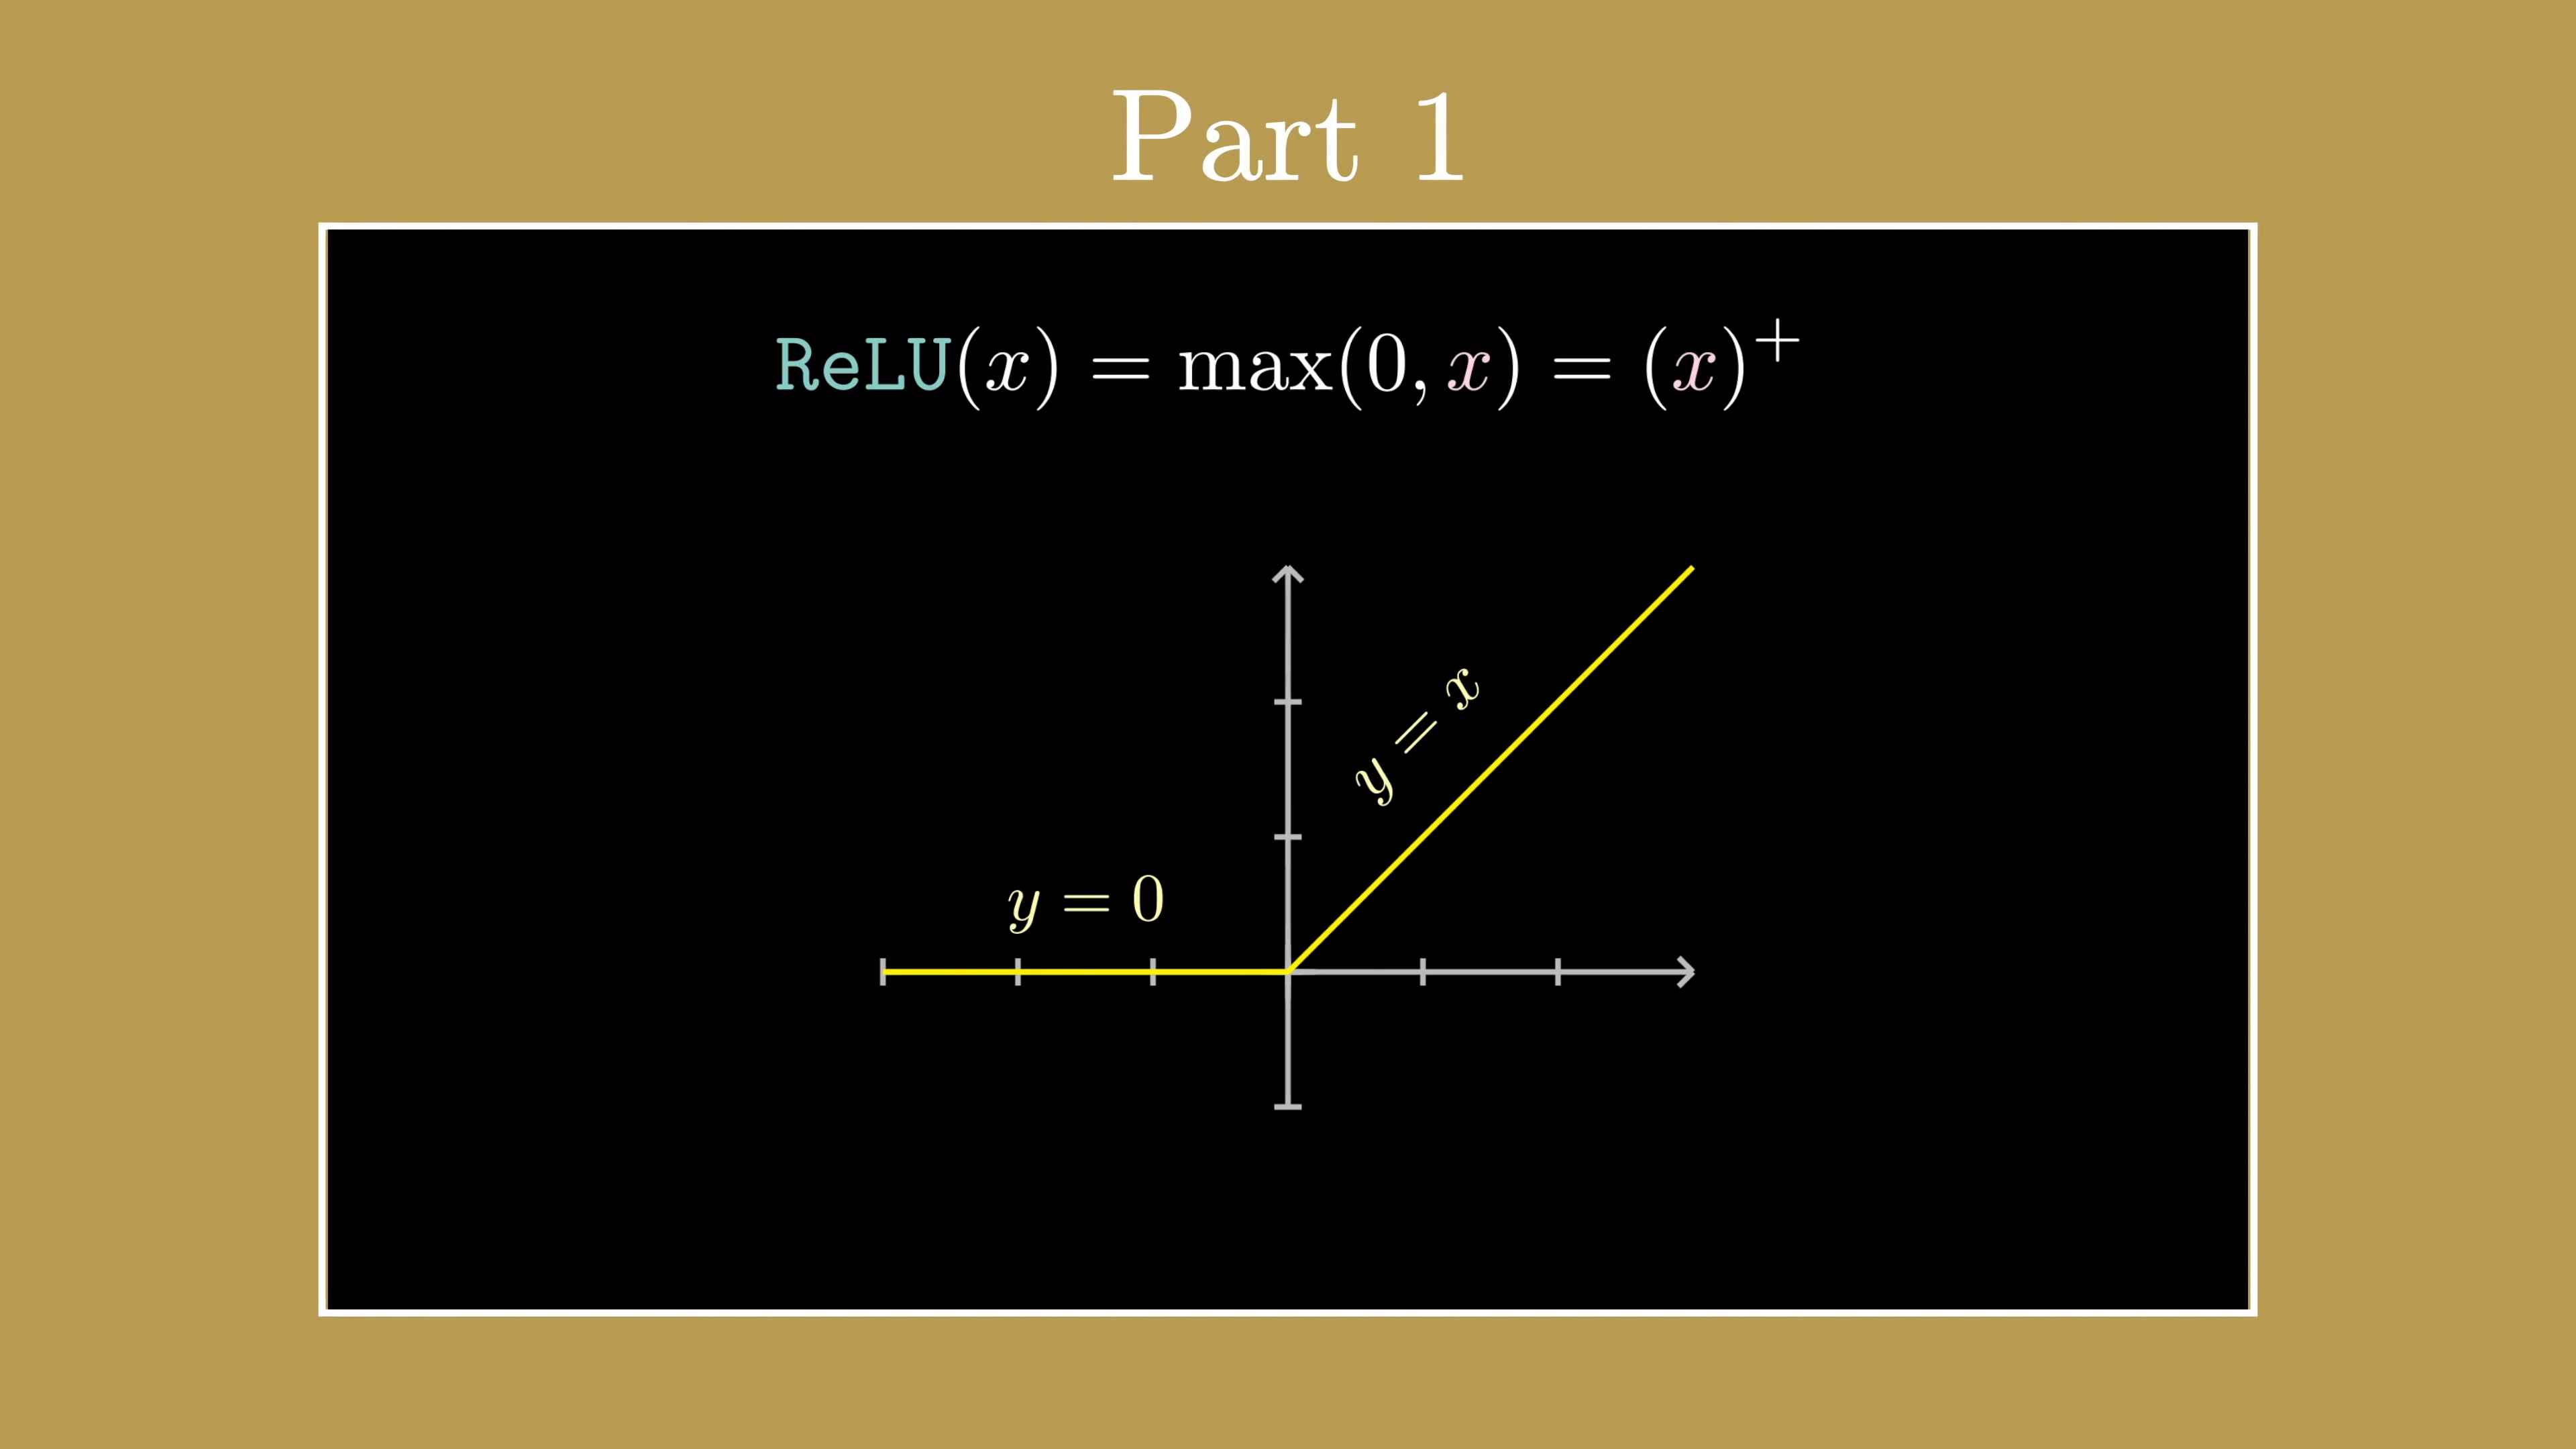 Part 1
ReLU(x) = max(0, x) = (x)⁺
y = x
y = 0